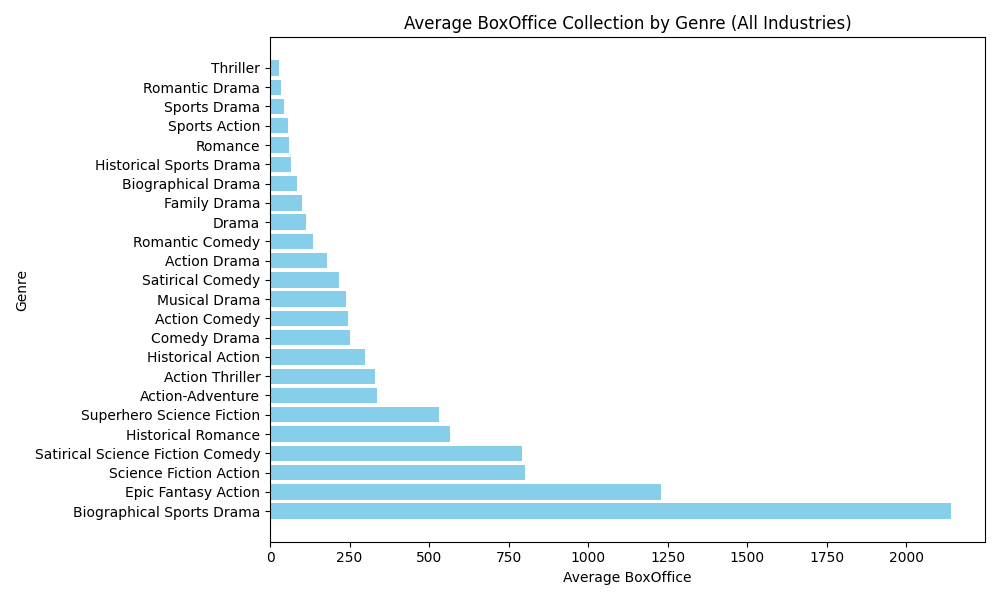 Average BoxOffice Collection by Genre (All Industries)
Thriller
Romantic Drama
Sports Drama
Sports Action
Romance
Historical Sports Drama
Biographical Drama
Family Drama
Drama
Romantic Comedy
Action Drama
Satirical Comedy
Musical Drama
Action Comedy
Comedy Drama
Historical Action
Action Thriller
Action-Adventure
Superhero Science Fiction
Historical Romance
Satirical Science Fiction Comedy
Science Fiction Action
Epic Fantasy Action
Biographical Sports Drama
Genre
0 250 500 750 1000 1250 1500 1750 2000
Average BoxOffice